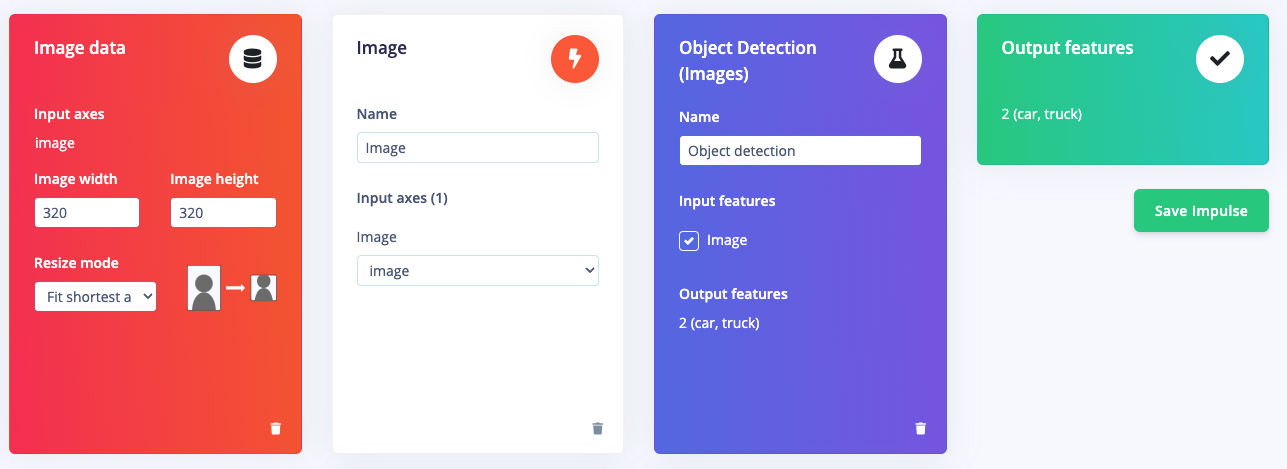 Image data
Input axes
image
Image width
Image height
320
320
Resize mode
Fit shortest a
Image
Name
Image
Input axes (1)
Image
image
Object Detection
(Images)
Name
Object detection
Input features
Image
Output features
2 (car, truck)
Output features
2 (car, truck)
Save Impulse